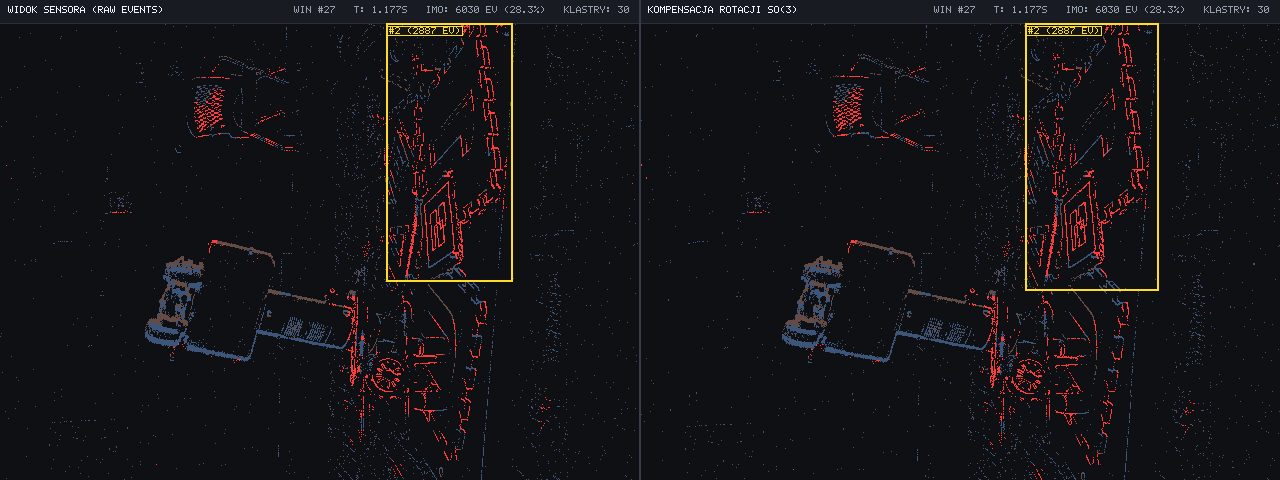 WIDOK SENSORA (RAW EVENTS) WIN #27 T: 1.177S IMO: 6030 EV (28.3%) KLASTRY: 30
#2 (2887 EV)
KOMPENSACJA ROTACJI SO(3) WIN #27 T: 1.177S IMO: 6030 EV (28.3%) KLASTRY: 30
#2 (2887 EV)